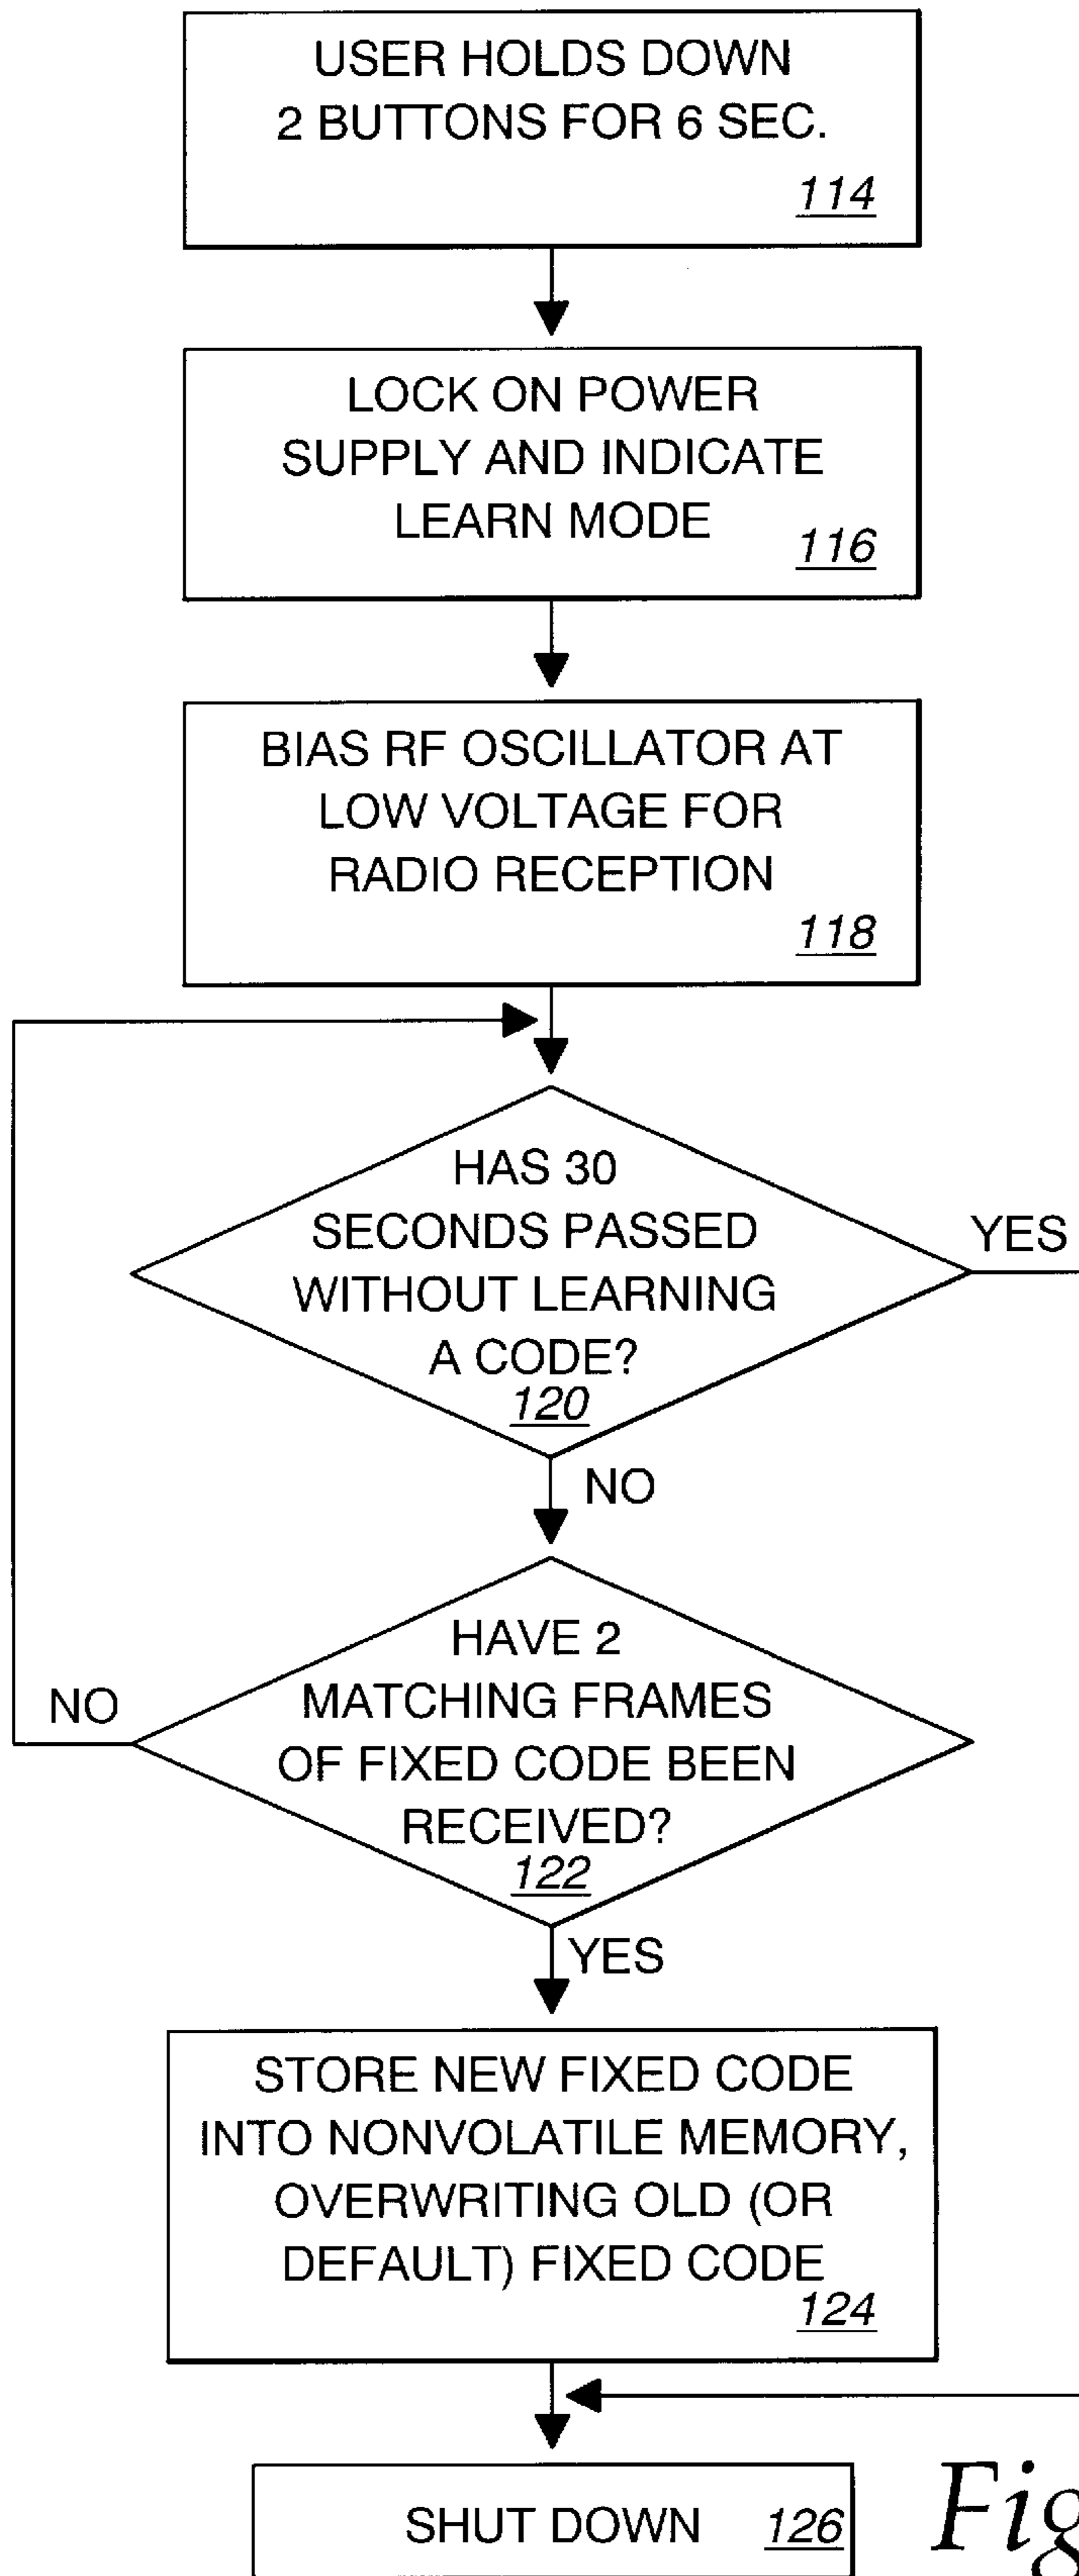 USER HOLDS DOWN
2 BUTTONS FOR 6 SEC.
114
LOCK ON POWER
SUPPLY AND INDICATE
LEARN MODE
116
BIAS RF OSCILLATOR AT
LOW VOLTAGE FOR
RADIO RECEPTION
118
HAS 30
SECONDS PASSED
WITHOUT LEARNING
A CODE?
120
YES
NO
HAVE 2
MATCHING FRAMES
OF FIXED CODE BEEN
RECEIVED?
122
NO
YES
STORE NEW FIXED CODE
INTO NONVOLATILE MEMORY,
OVERWRITING OLD (OR
DEFAULT) FIXED CODE
124
SHUT DOWN 126
Fig